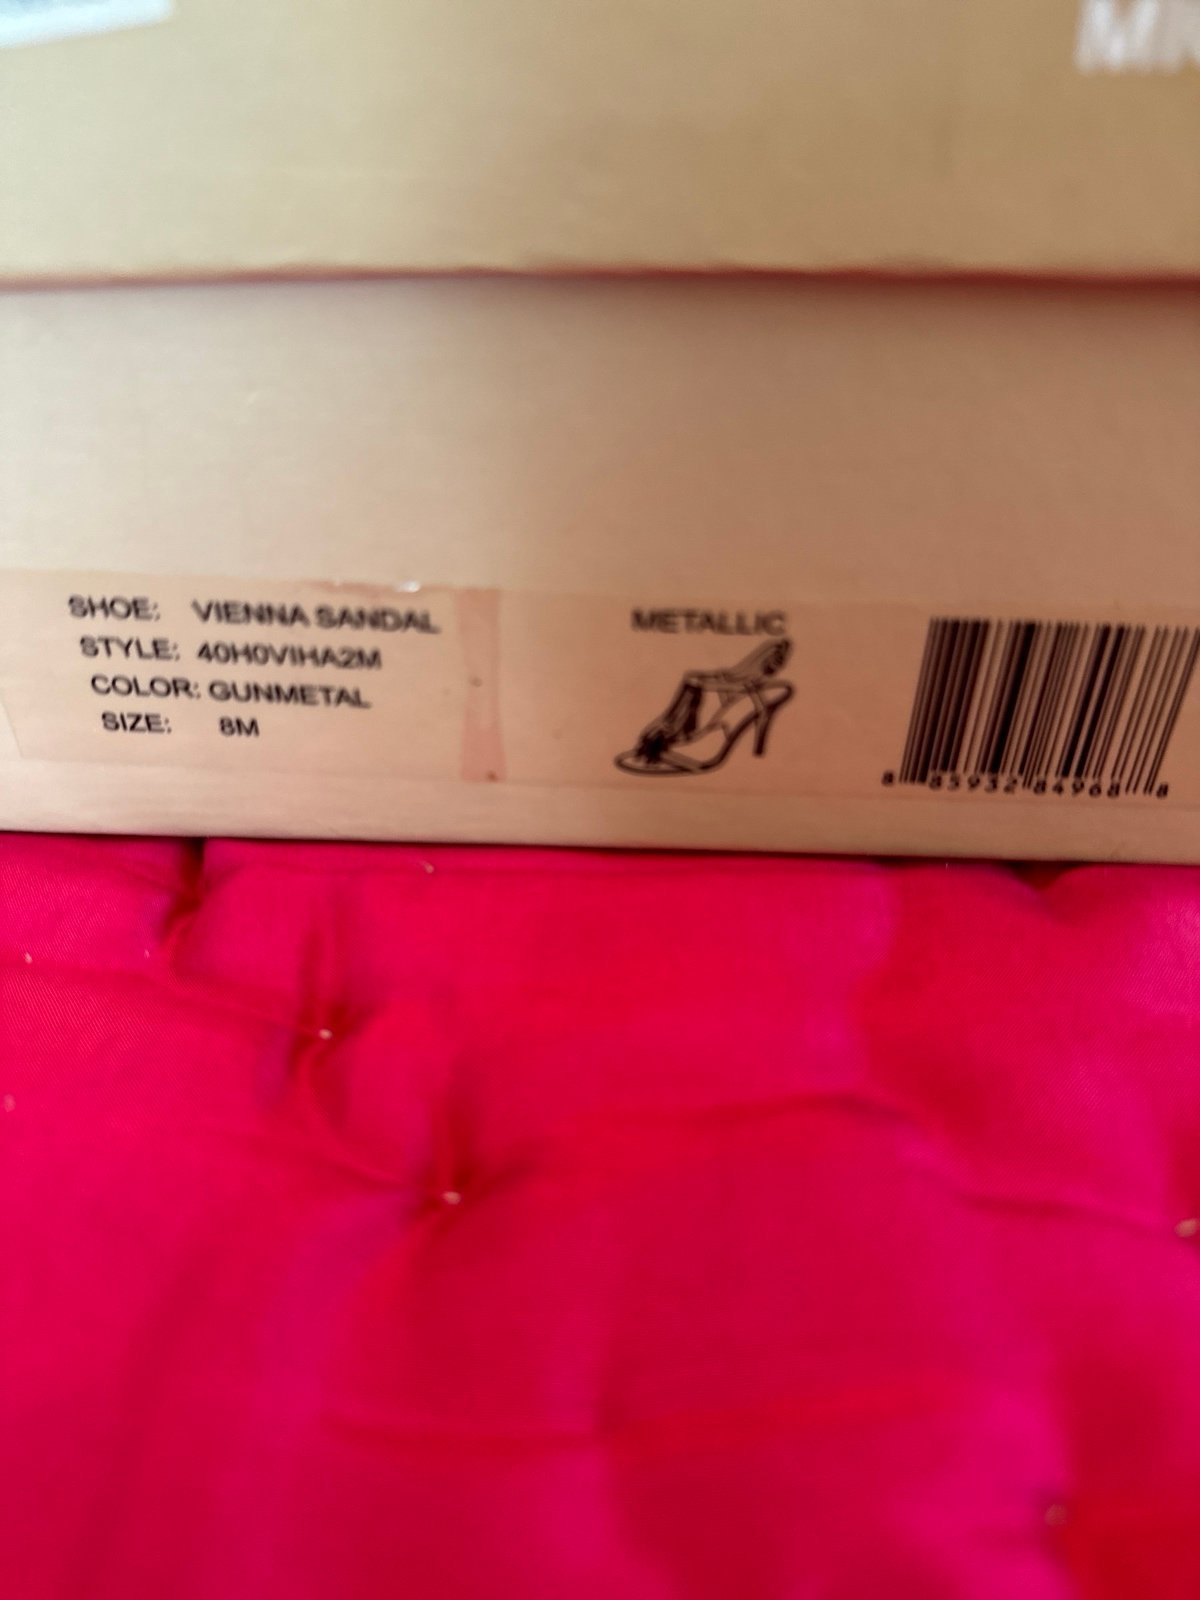 SHOE: VIENNA SANDAL
STYLE: 40H0VIHA2M
COLOR: GUNMETAL
SIZE: 8M
METALLIC
8 85932 84968 8